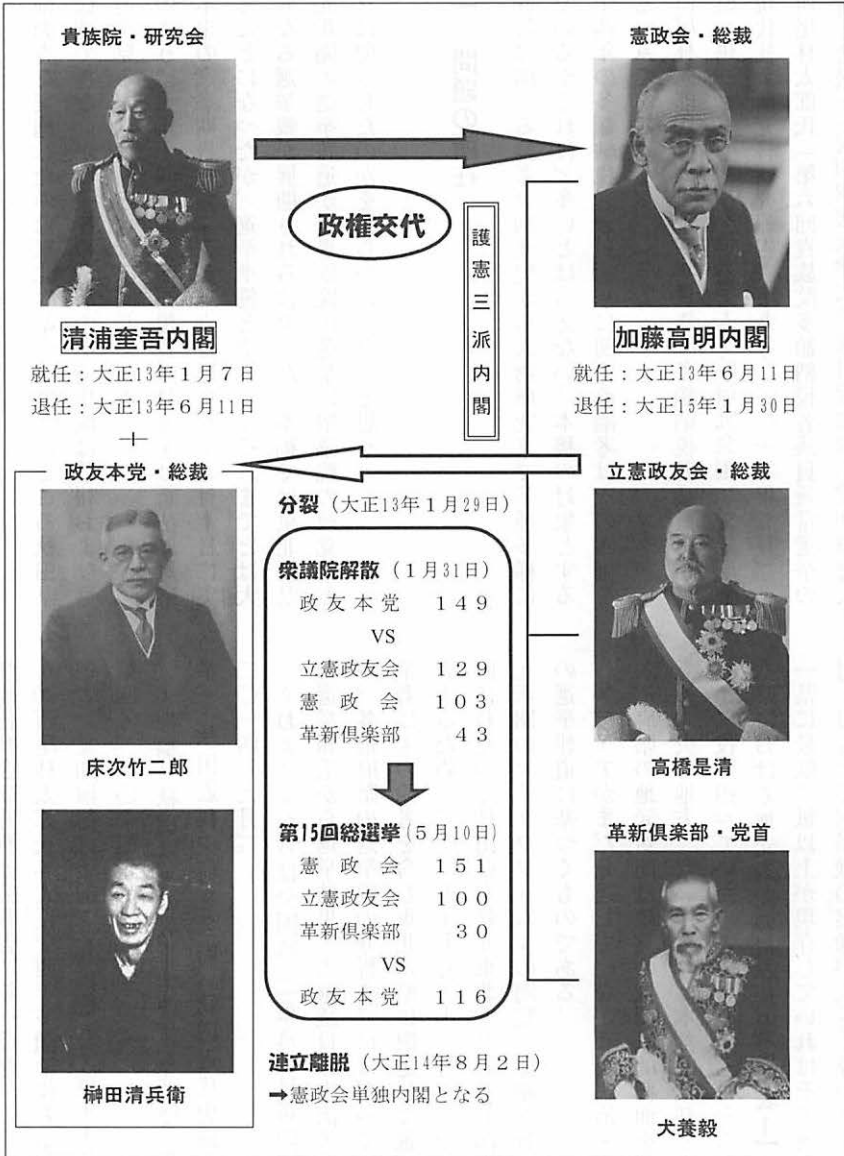 貴族院・研究会
憲政会・総裁
政権交代
護憲三派内閣
清浦奎吾内閣
就任：大正13年1月7日
退任：大正13年6月11日
加藤高明内閣
就任：大正13年6月11日
退任：大正15年1月30日
＋
政友本党・総裁
立憲政友会・総裁
分裂（大正13年1月29日）
衆議院解散（1月31日）
政友本党　149
VS
立憲政友会　129
憲政会　103
革新倶楽部　43
床次竹二郎
高橋是清
第15回総選挙（5月10日）
憲政会　151
立憲政友会　100
革新倶楽部　30
VS
政友本党　116
革新倶楽部・党首
連立離脱（大正14年8月2日）
➡憲政会単独内閣となる
榊田清兵衛
犬養毅